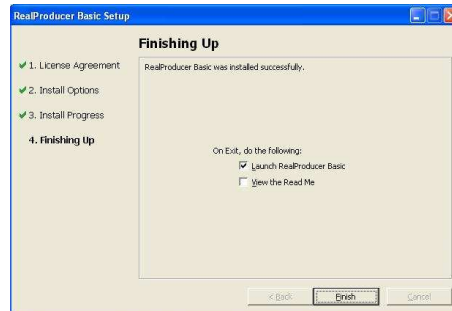 RealProducer Basic Setup
Finishing Up
1. License Agreement
2. Install Options
3. Install Progress
4. Finishing Up
RealProducer Basic was installed successfully.
On Exit, do the following:
Launch RealProducer Basic
View the Read Me
< Back
Finish
Cancel